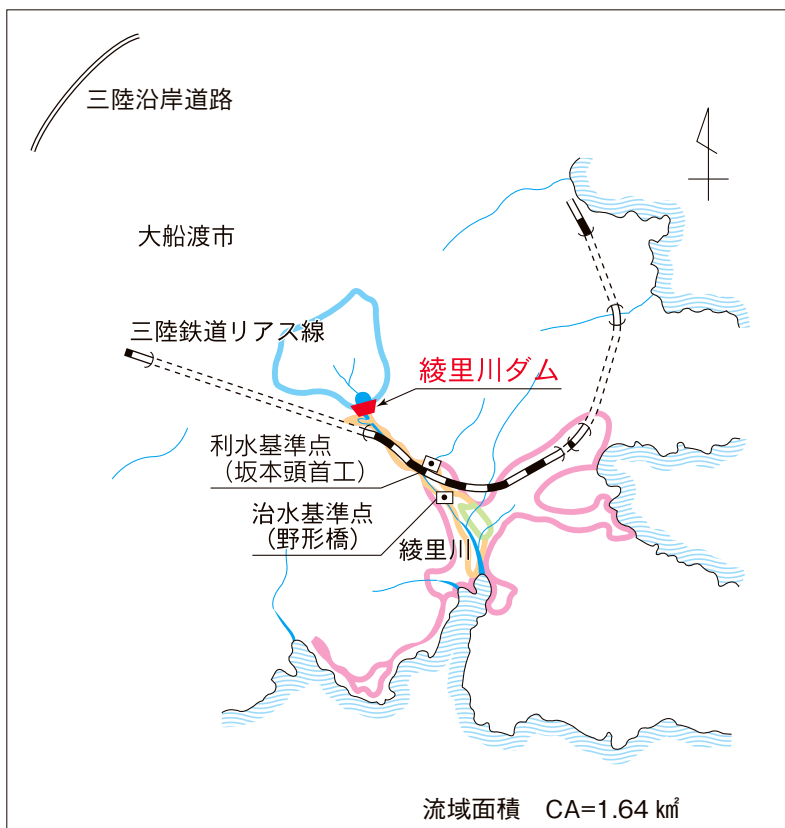 三陸沿岸道路
大船渡市
三陸鉄道リアス線
綾里川ダム
利水基準点
（坂本頭首工）
治水基準点
（野形橋）
綾里川
流域面積　CA=1.64 ㎢